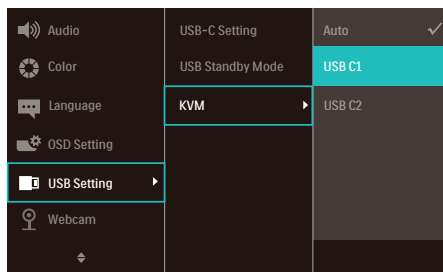 Audio
Color
Language
OSD Setting
USB Setting
Webcam
USB-C Setting
USB Standby Mode
KVM
Auto
USB C1
USB C2